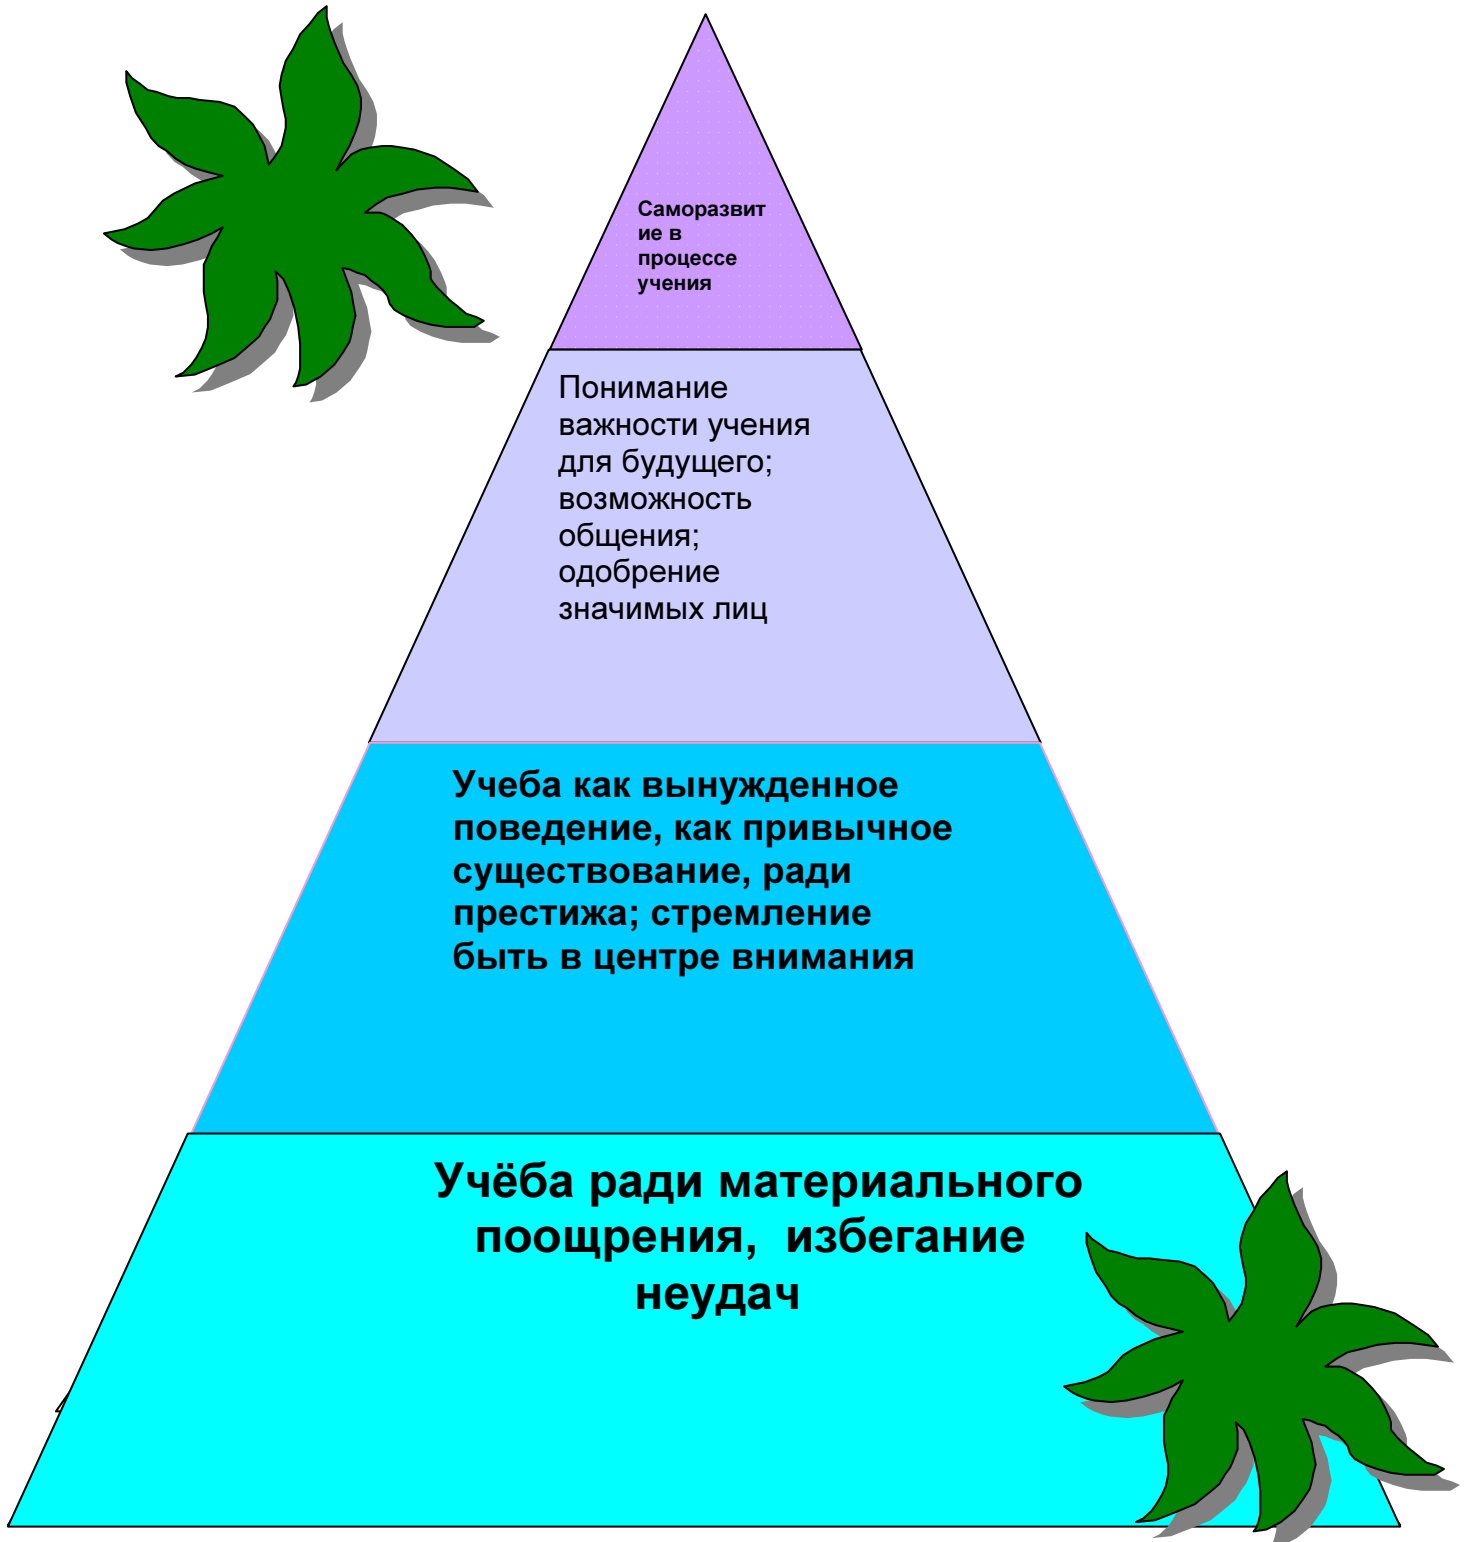 Саморазвит
ие в
процессе
учения
Понимание
важности учения
для будущего;
возможность
общения;
одобрение
значимых лиц
Учеба как вынужденное
поведение, как привычное
существование, ради
престижа; стремление
быть в центре внимания
Учёба ради материального
поощрения,  избегание
неудач